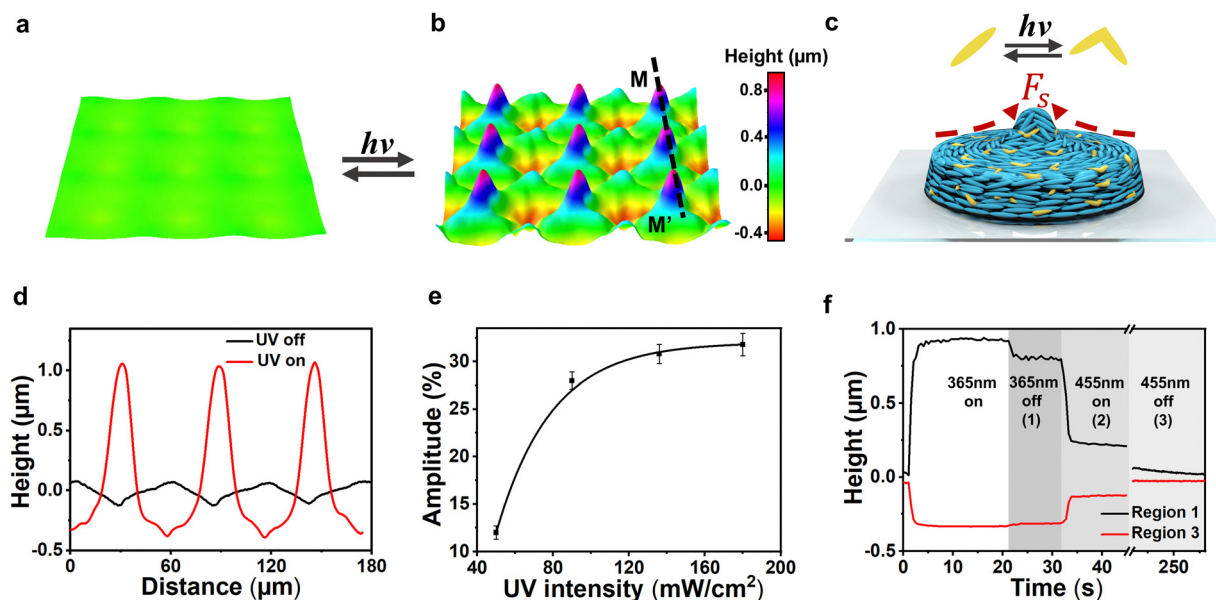 a
hν
b
M
M'
Height (µm)
0.8
0.4
0.0
-0.4
c
hν
F_S
d
Height (µm)
1.0
0.5
0.0
-0.5
UV off
UV on
0
60
120
180
Distance (µm)
e
Amplitude (%)
30
25
20
15
10
40
80
120
160
200
UV intensity (mW/cm²)
f
Height (µm)
1.0
0.5
0.0
-0.5
365nm
on
365nm
off
(1)
455nm
on
(2)
455nm
off
(3)
Region 1
Region 3
0
10
20
30
40
250
Time (s)